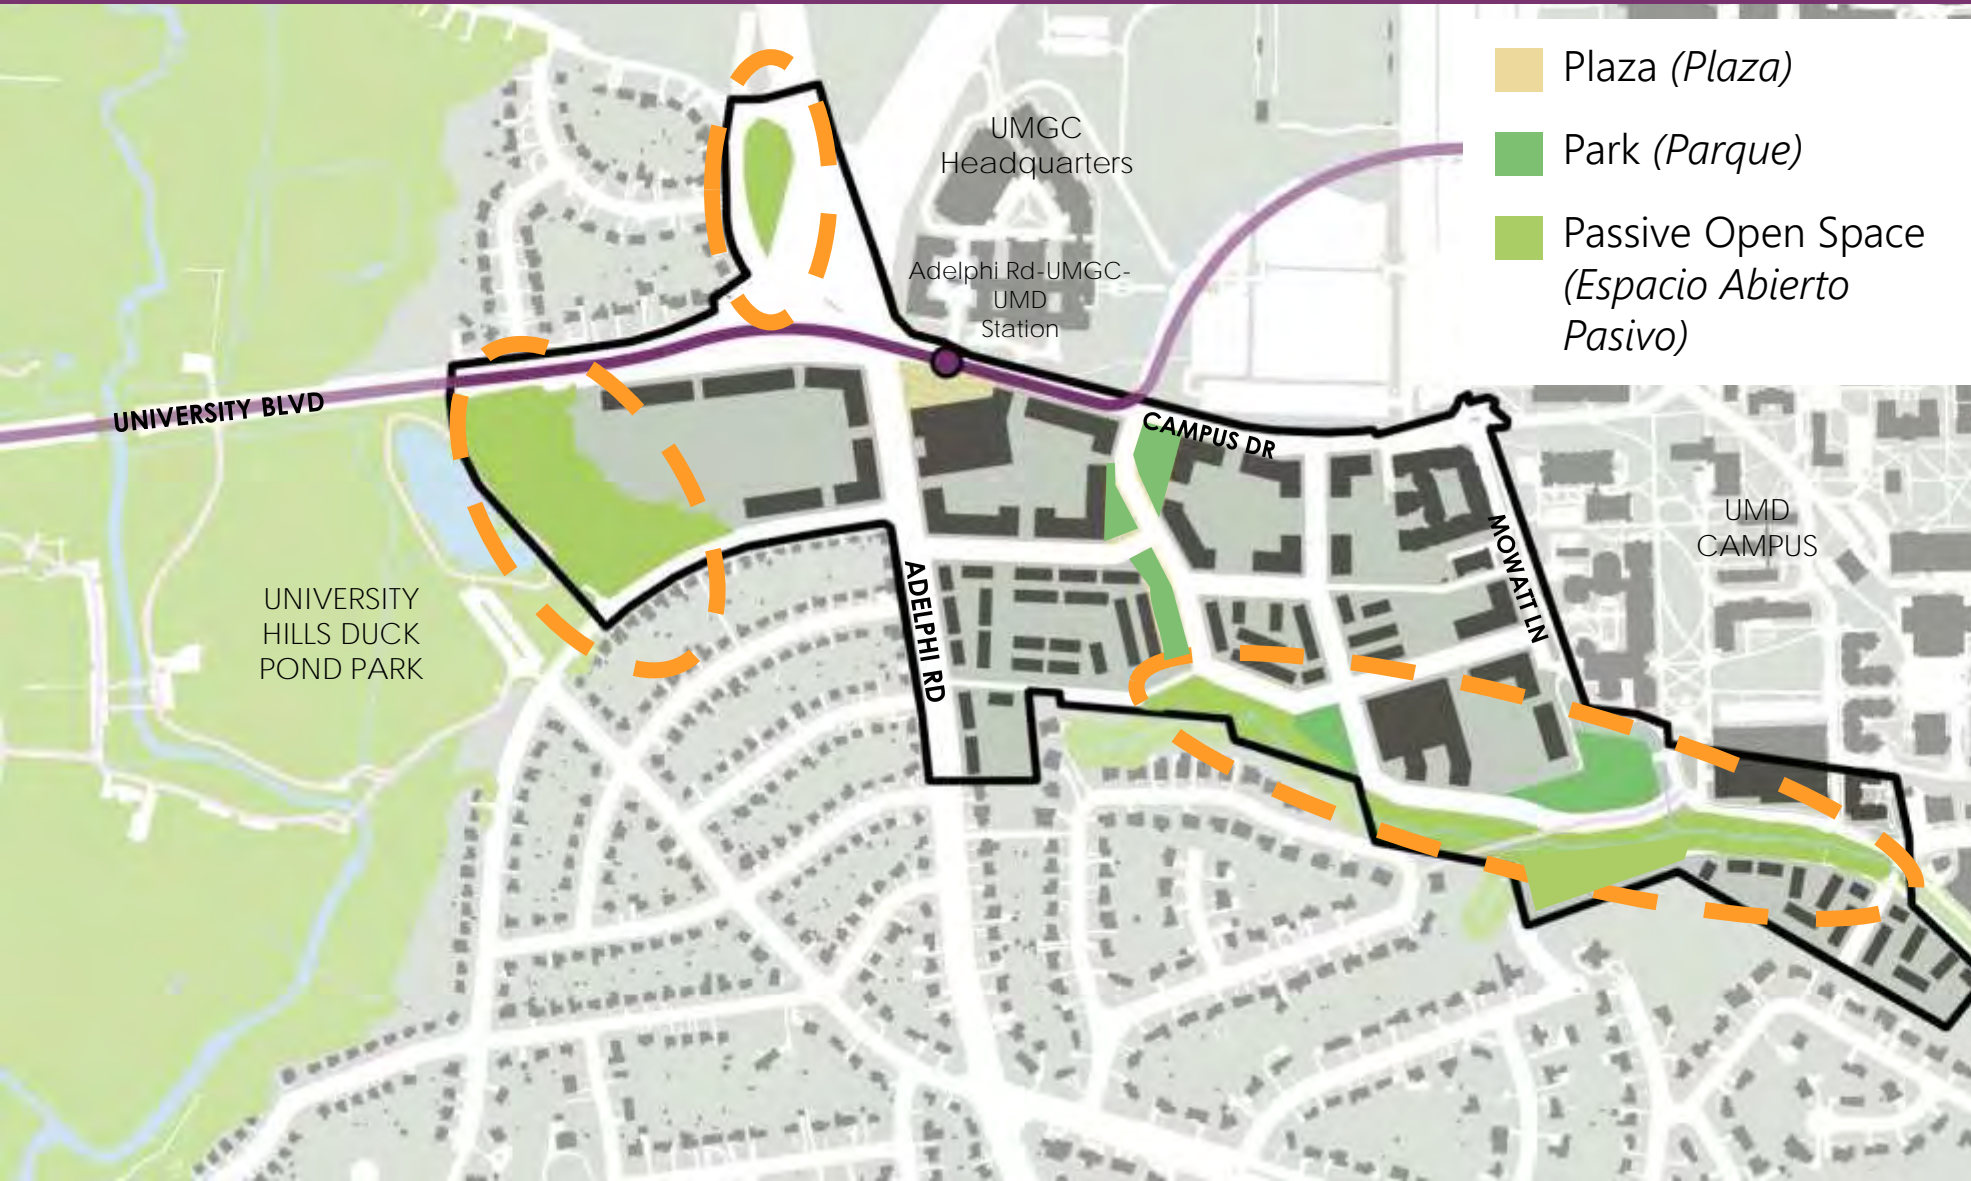 Plaza (Plaza)
Park (Parque)
Passive Open Space
(Espacio Abierto
Pasivo)
UMGC
Headquarters
Adelphi Rd-UMGC-
UMD
Station
UNIVERSITY BLVD
CAMPUS DR
MOWATT LN
UMD
CAMPUS
ADELPHI RD
UNIVERSITY
HILLS DUCK
POND PARK